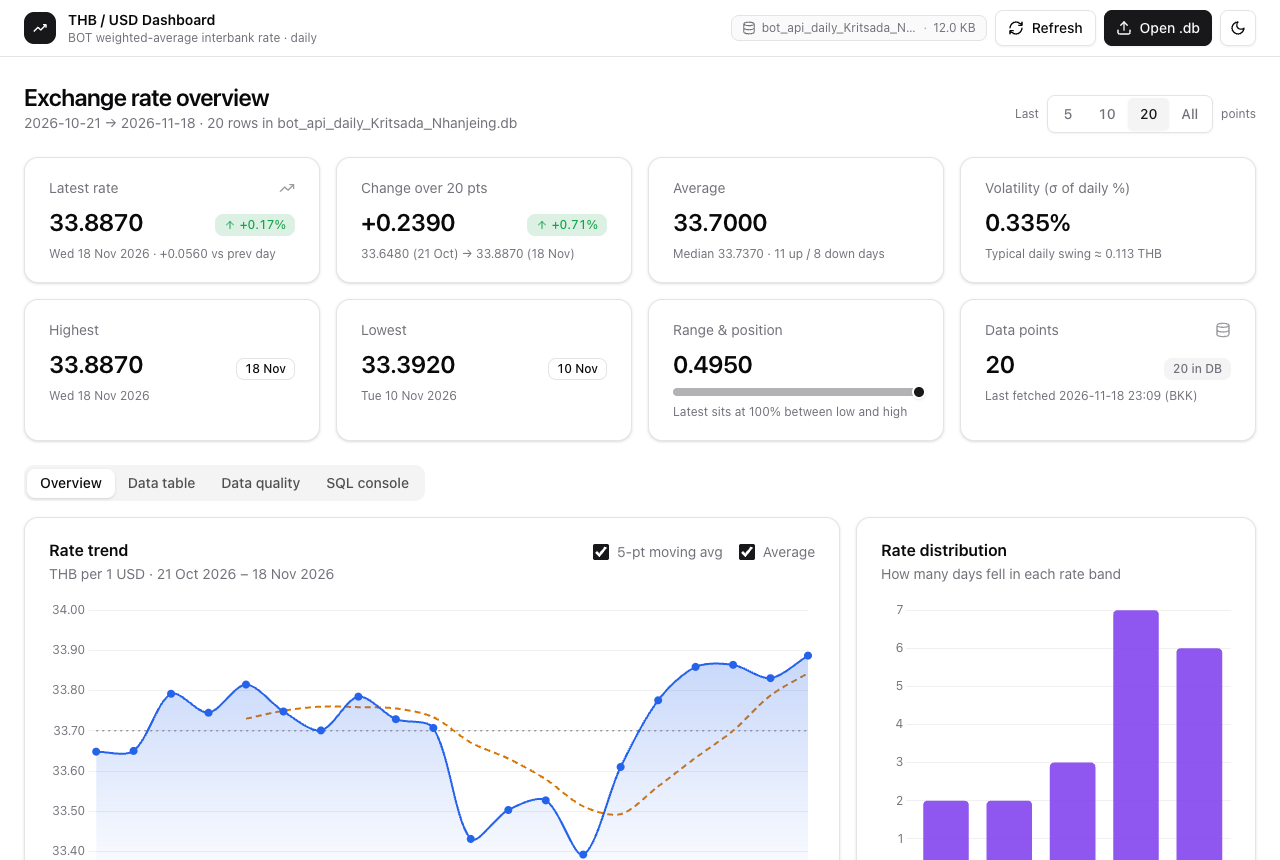 THB / USD Dashboard
BOT weighted-average interbank rate · daily
bot_api_daily_Kritsada_N... · 12.0 KB
Refresh
Open .db
Exchange rate overview
2026-10-21 → 2026-11-18 · 20 rows in bot_api_daily_Kritsada_Nhanjeing.db
Last 5 10 20 All points
Latest rate
33.8870 ↑ +0.17%
Wed 18 Nov 2026 · +0.0560 vs prev day
Change over 20 pts
+0.2390 ↑ +0.71%
33.6480 (21 Oct) → 33.8870 (18 Nov)
Average
33.7000
Median 33.7370 · 11 up / 8 down days
Volatility (σ of daily %)
0.335%
Typical daily swing ≈ 0.113 THB
Highest
33.8870 18 Nov
Wed 18 Nov 2026
Lowest
33.3920 10 Nov
Tue 10 Nov 2026
Range & position
0.4950
Latest sits at 100% between low and high
Data points
20 20 in DB
Last fetched 2026-11-18 23:09 (BKK)
Overview Data table Data quality SQL console
Rate trend
THB per 1 USD · 21 Oct 2026 – 18 Nov 2026
5-pt moving avg Average
34.00
33.90
33.80
33.70
33.60
33.50
33.40
Rate distribution
How many days fell in each rate band
7
6
5
4
3
2
1